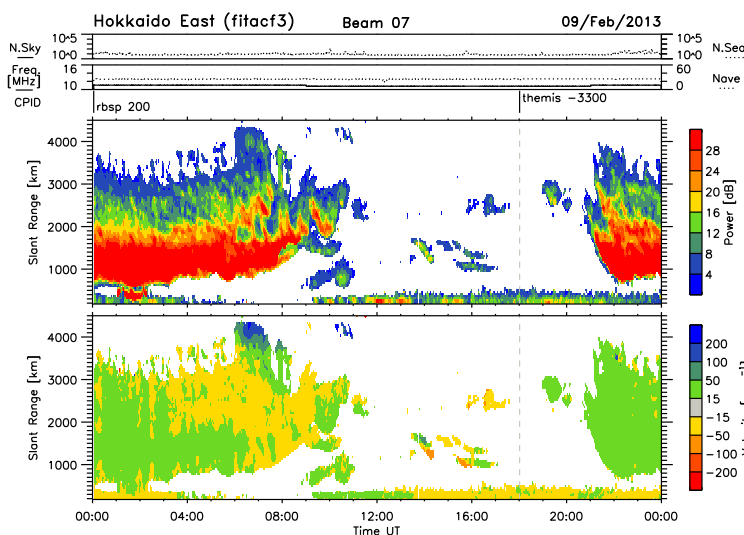 Hokkaido East (fitacf3) Beam 07 09/Feb/2013
N.Sky 10^5 10^0 10^5 10^0 N.Sea
Freq. [MHz] 16 10 60 0 Nave
CPID rbsp 200 themis -3300
Slant Range [km] 4000 3000 2000 1000
Power [dB] 28 24 20 16 12 8 4
Slant Range [km] 4000 3000 2000 1000
200 100 50 15 -15 -50 -100 -200
00:00 04:00 08:00 12:00 16:00 20:00 00:00
Time UT